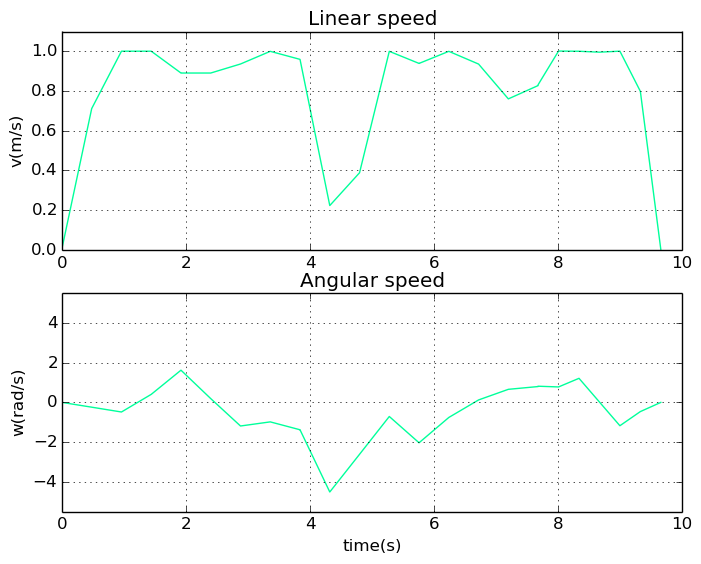 Linear speed
v(m/s)
1.0
0.8
0.6
0.4
0.2
0.0
0 2 4 6 8 10
Angular speed
w(rad/s)
4
2
0
−2
−4
0 2 4 6 8 10
time(s)